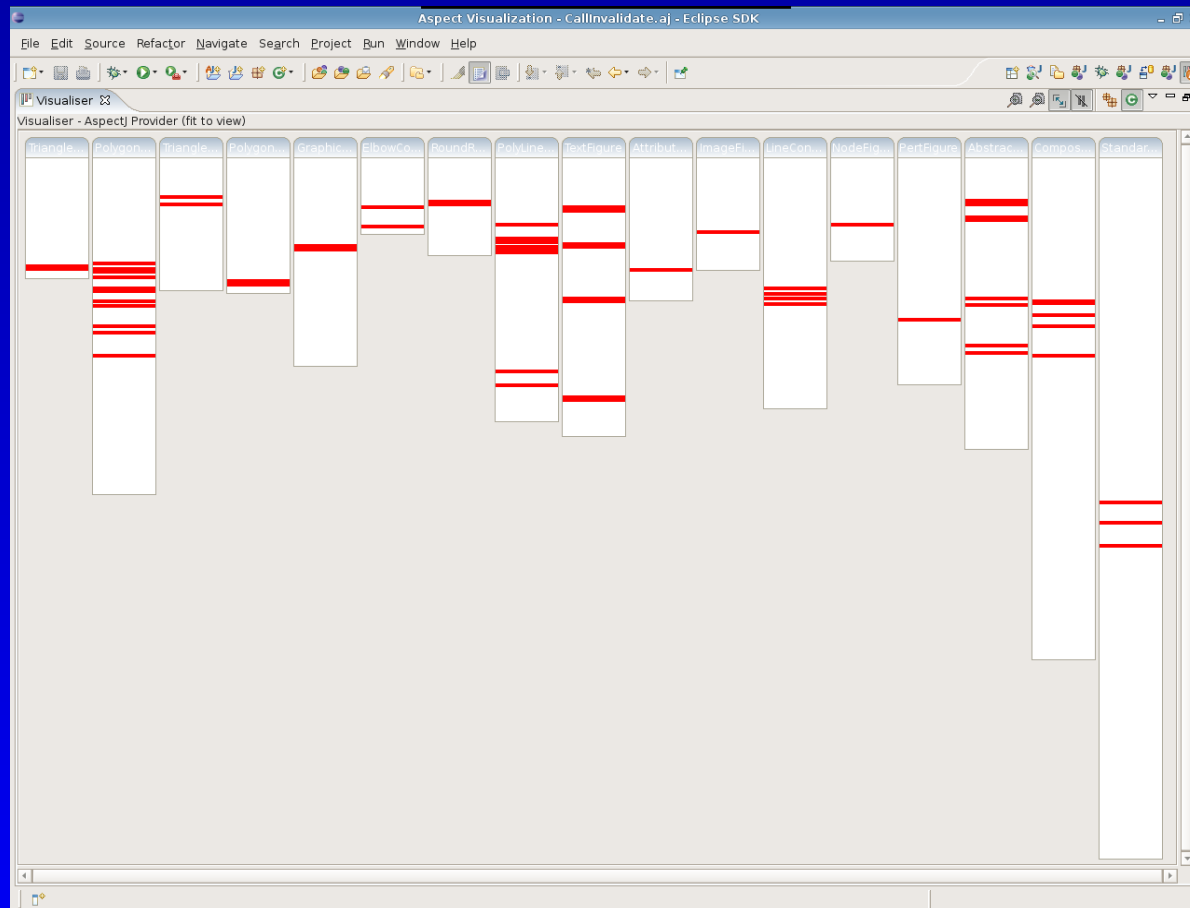 Aspect Visualization - CallInvalidate.aj - Eclipse SDK
File Edit Source Refactor Navigate Search Project Run Window Help
Visualiser
Visualiser - AspectJ Provider (fit to view)
Triangle... Polygon... Triangle... Polygon... Graphic... ElbowCo... RoundR... PolyLine... TextFigure Attribut... ImageFi... LineCon... NodeFig... PertFigure Abstrac... Compos... Standar...